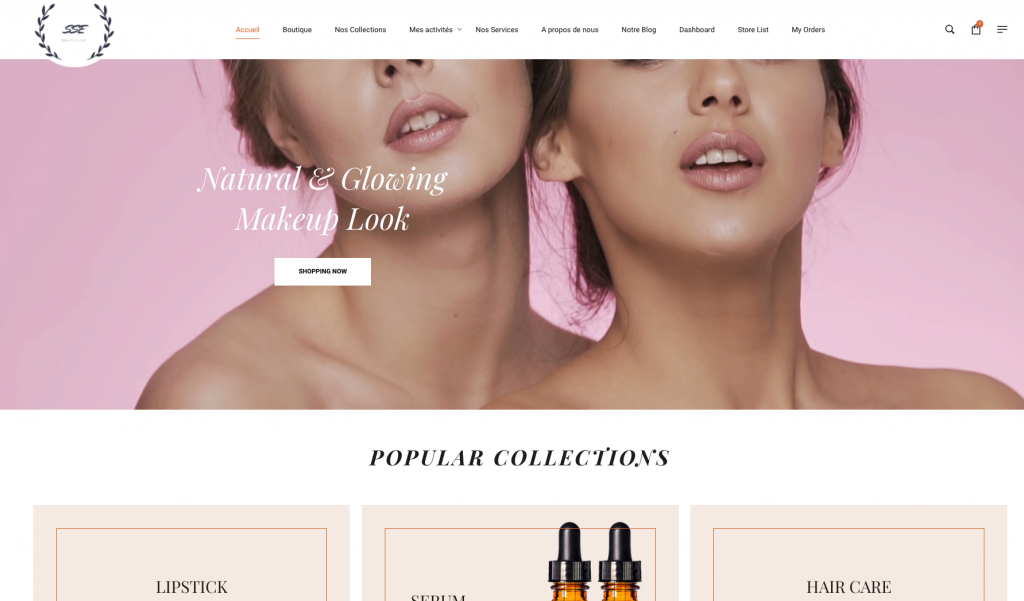 SSE
Accueil
Boutique
Nos Collections
Mes activités
Nos Services
A propos de nous
Notre Blog
Dashboard
Store List
My Orders
Natural & Glowing
Makeup Look
SHOPPING NOW
POPULAR COLLECTIONS
LIPSTICK
SERUM
HAIR CARE